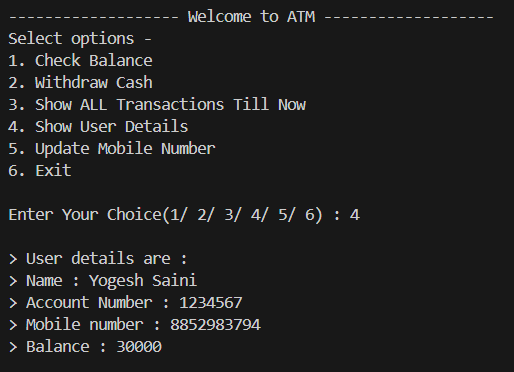 ------------------- Welcome to ATM -------------------
Select options -
1. Check Balance
2. Withdraw Cash
3. Show ALL Transactions Till Now
4. Show User Details
5. Update Mobile Number
6. Exit
Enter Your Choice(1/ 2/ 3/ 4/ 5/ 6) : 4
> User details are :
> Name : Yogesh Saini
> Account Number : 1234567
> Mobile number : 8852983794
> Balance : 30000